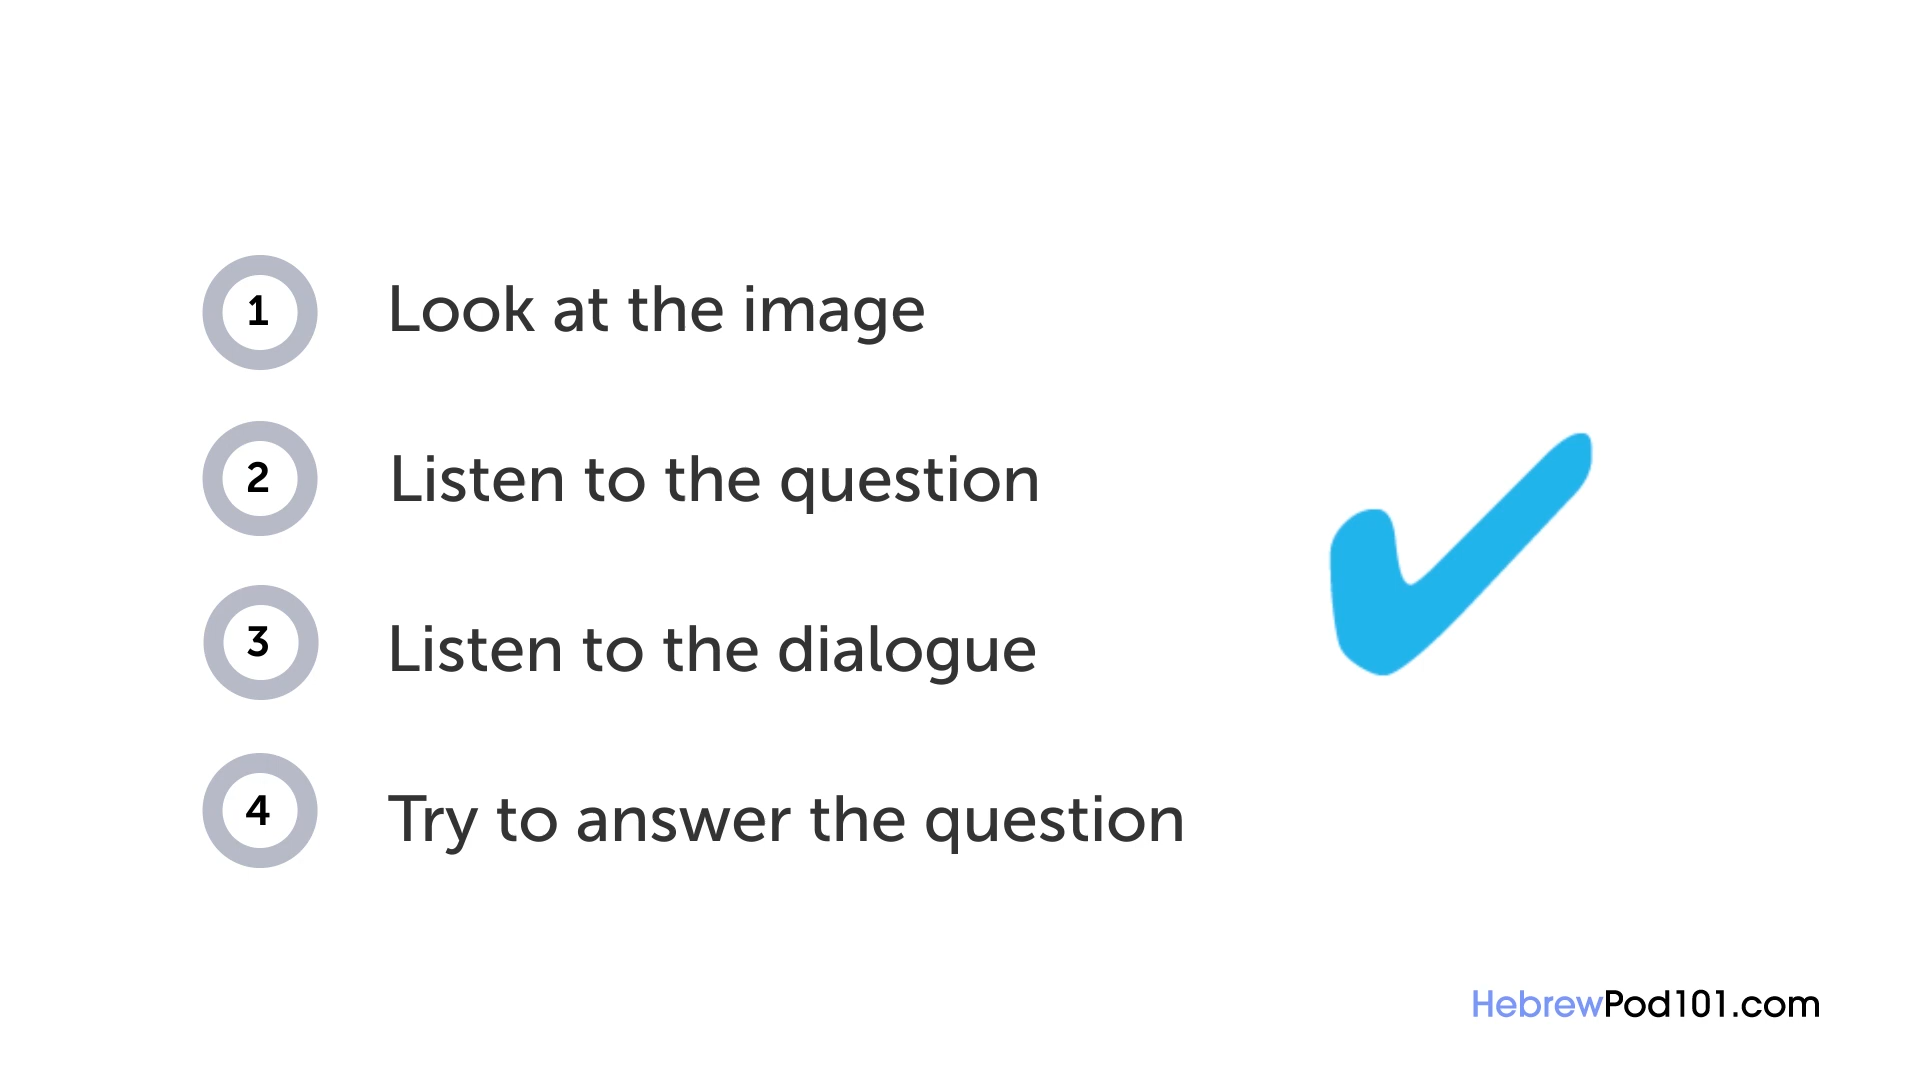 1 Look at the image
2 Listen to the question
3 Listen to the dialogue
4 Try to answer the question
HebrewPod101.com